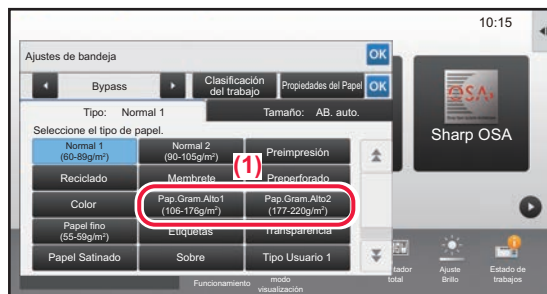 10:15
Ajustes de bandeja
OK
Bypass
Clasificación
del trabajo
Propiedades del Papel
OK
Tipo: Normal 1
Tamaño: AB. auto.
Seleccione el tipo de papel.
Normal 1
(60-89g/m²)
Normal 2
(90-105g/m²)
Preimpresión
(1)
Reciclado
Membrete
Preperforado
Color
Pap.Gram.Alto1
(106-176g/m²)
Pap.Gram.Alto2
(177-220g/m²)
Papel fino
(55-59g/m²)
Etiquetas
Transparencia
Papel Satinado
Sobre
Tipo Usuario 1
Sharp OSA
Funcionamiento
modo
visualización
total
Ajuste
Brillo
Estado de
trabajos